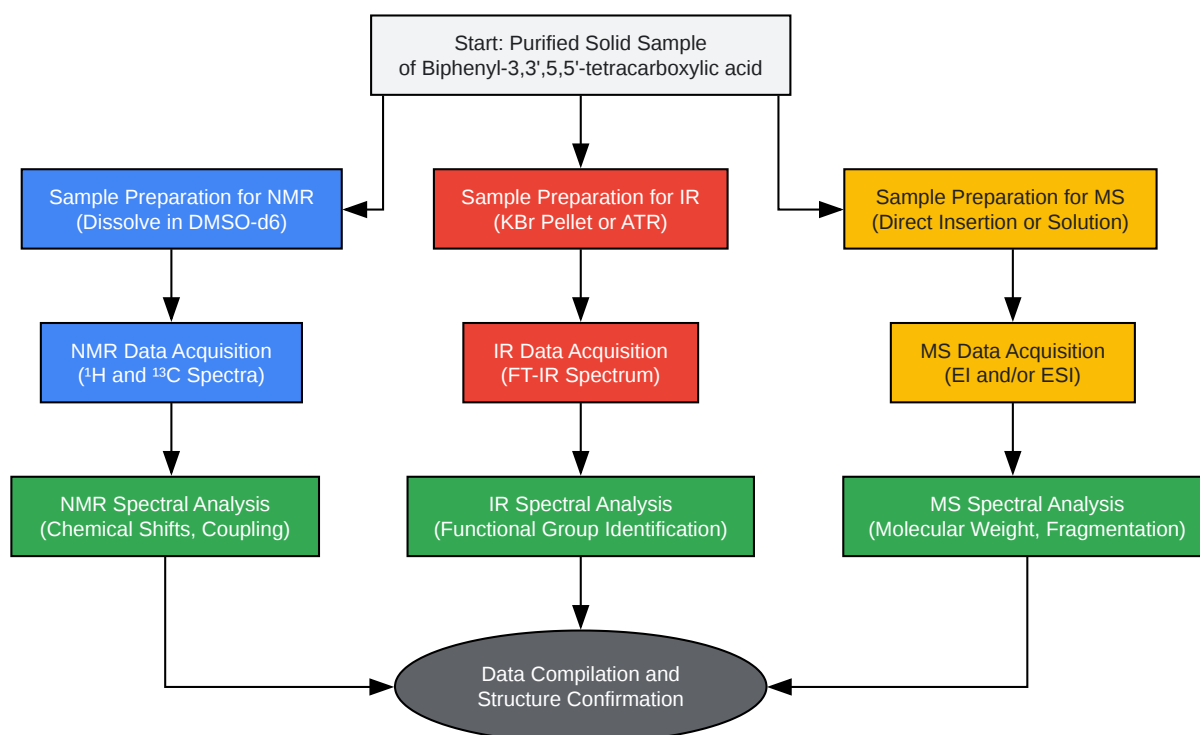 Start: Purified Solid Sample
of Biphenyl-3,3',5,5'-tetracarboxylic acid
Sample Preparation for NMR
(Dissolve in DMSO-d6)
Sample Preparation for IR
(KBr Pellet or ATR)
Sample Preparation for MS
(Direct Insertion or Solution)
NMR Data Acquisition
(¹H and ¹³C Spectra)
IR Data Acquisition
(FT-IR Spectrum)
MS Data Acquisition
(EI and/or ESI)
NMR Spectral Analysis
(Chemical Shifts, Coupling)
IR Spectral Analysis
(Functional Group Identification)
MS Spectral Analysis
(Molecular Weight, Fragmentation)
Data Compilation and
Structure Confirmation